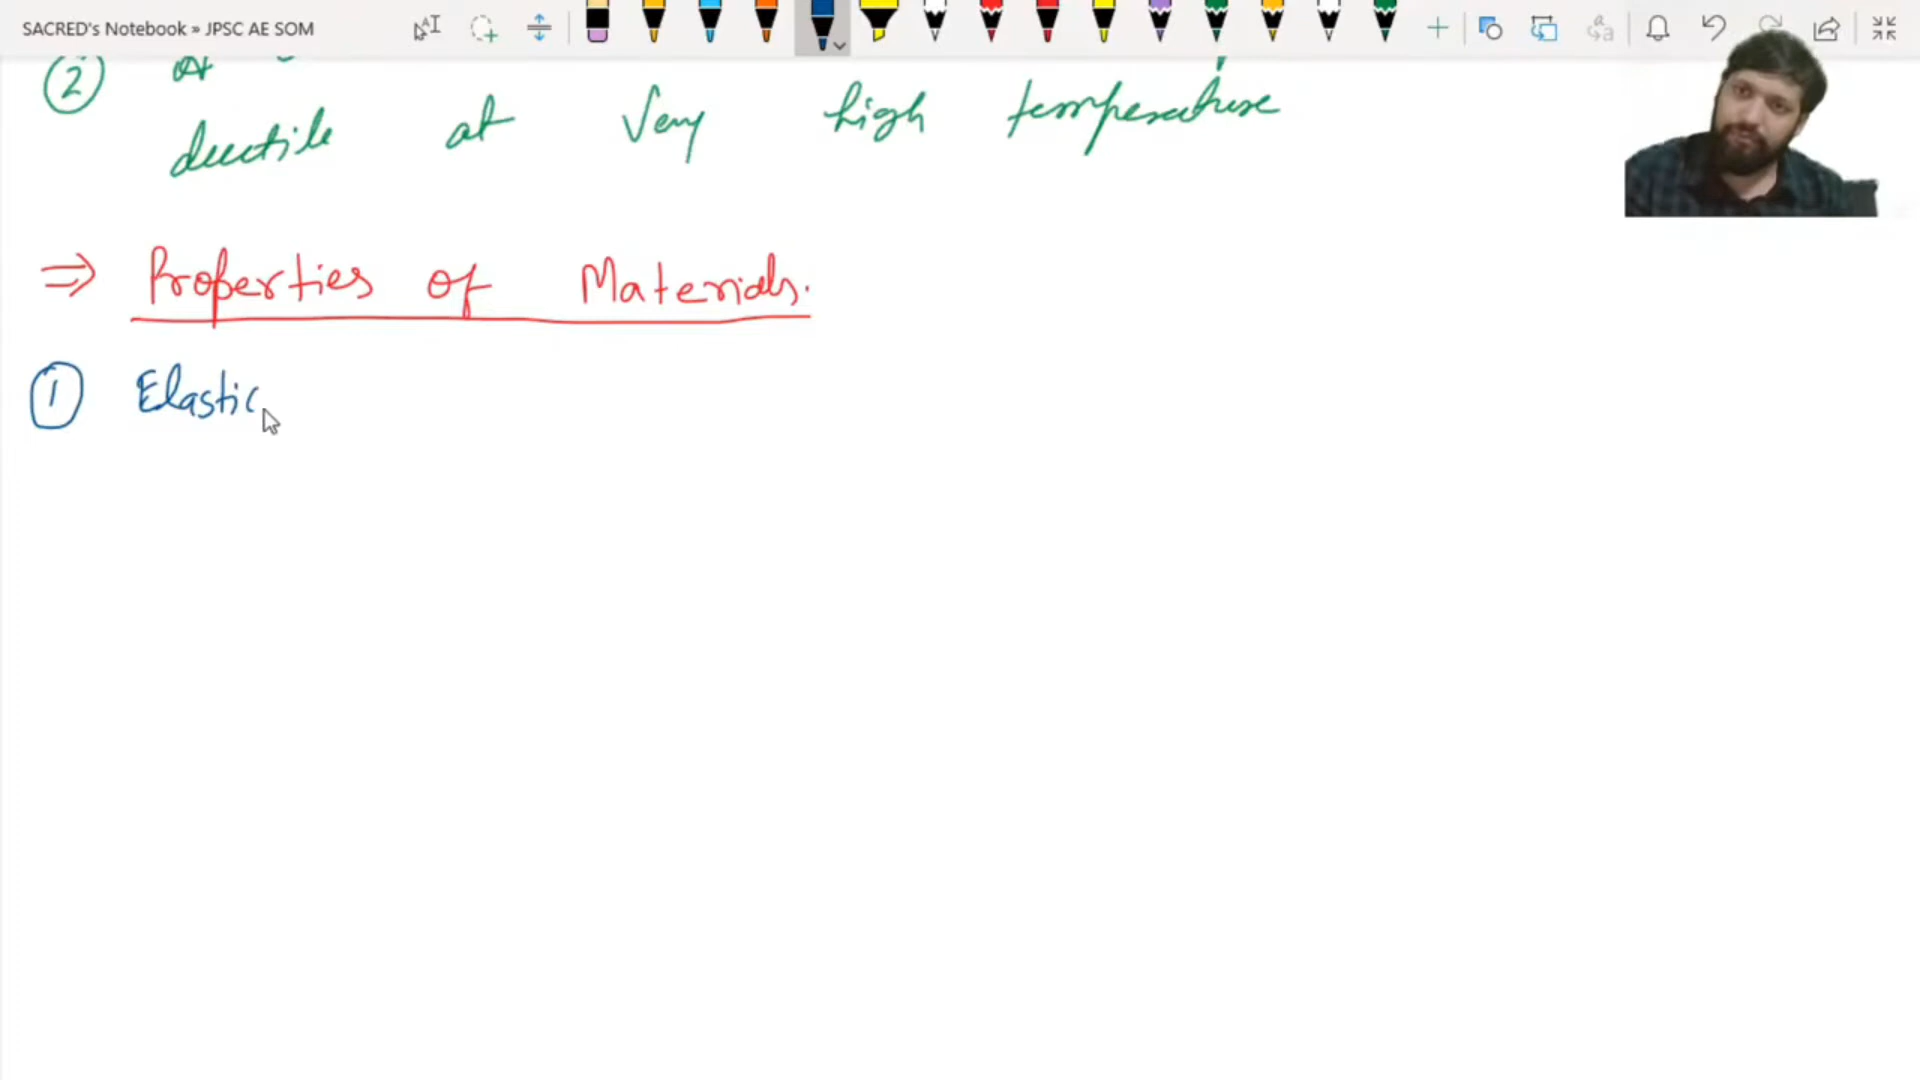 SACRED's Notebook » JPSC AE SOM
②
ductile at very high temperature
⇒ Properties of Materials.
① Elastic